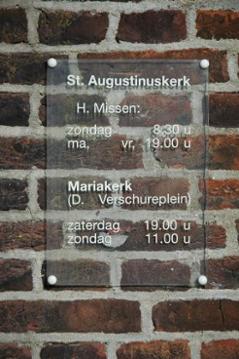 St. Augustinuskerk
H. Missen:
zondag 8.30 u
ma, vr, 19.00 u
Mariakerk
(D. Verschureplein)
zaterdag 19.00 u
zondag 11.00 u